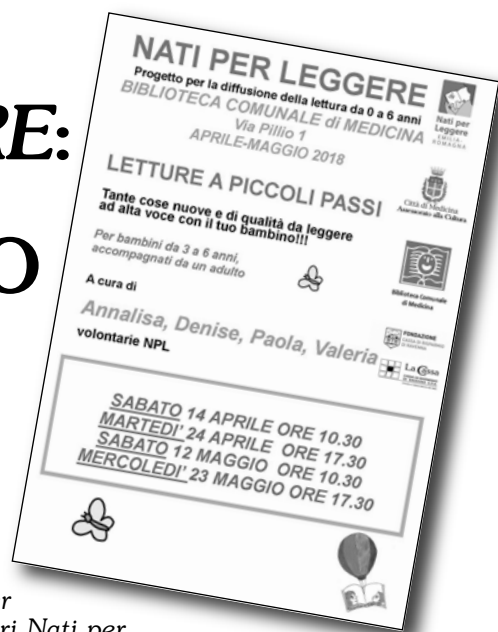 RE:
O
NATI PER LEGGERE
Progetto per la diffusione della lettura da 0 a 6 anni
BIBLIOTECA COMUNALE di MEDICINA
Via Pillio 1
APRILE-MAGGIO 2018
Nati per
Leggere
EMILIA-
ROMAGNA
LETTURE A PICCOLI PASSI
Città di Medicina
Assessorato alla Cultura
Tante cose nuove e di qualità da leggere
ad alta voce con il tuo bambino!!!
Per bambini da 3 a 6 anni,
accompagnati da un adulto
Biblioteca Comunale
di Medicina
A cura di
Annalisa, Denise, Paola, Valeria
volontarie NPL
FONDAZIONE
La Cassa
SABATO 14 APRILE ORE 10.30
MARTEDI' 24 APRILE ORE 17.30
SABATO 12 MAGGIO ORE 10.30
MERCOLEDI' 23 MAGGIO ORE 17.30
r
ri Nati per